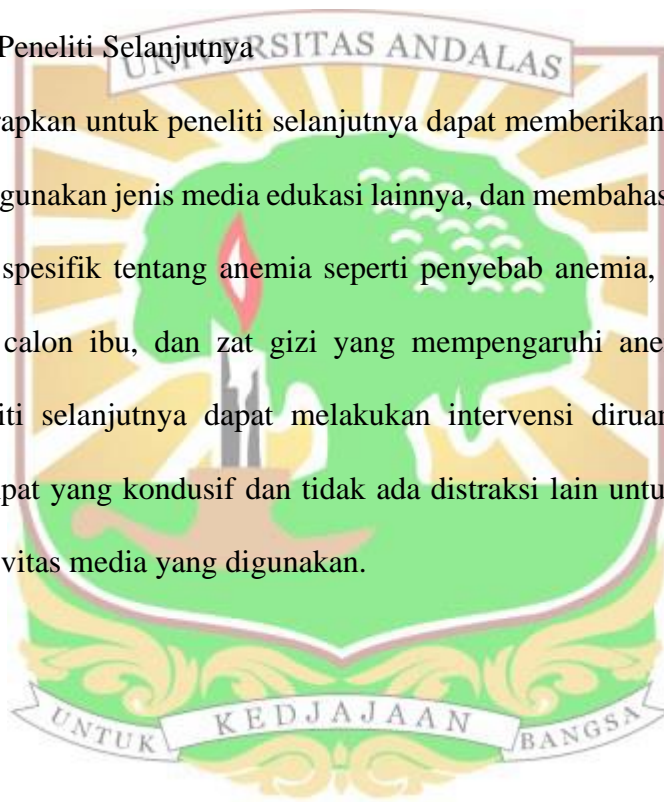 Peneliti Selanjutnya
UNIVERSITAS ANDALAS
rapkan untuk peneliti selanjutnya dapat memberikan
gunakan jenis media edukasi lainnya, dan membahas
spesifik tentang anemia seperti penyebab anemia,
calon ibu, dan zat gizi yang mempengaruhi ane
iti selanjutnya dapat melakukan intervensi diruan
pat yang kondusif dan tidak ada distraksi lain untu
vitas media yang digunakan.
UNTUK KEDJAJAAN BANGSA